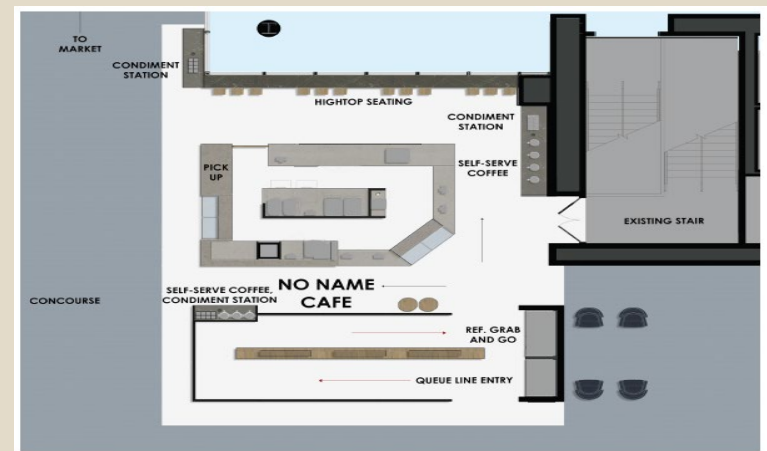 TO
MARKET
CONDIMENT
STATION
HIGHTOP SEATING
CONDIMENT
STATION
PICK
UP
SELF-SERVE
COFFEE
EXISTING STAIR
SELF-SERVE COFFEE,
CONDIMENT STATION
NO NAME
CAFE
CONCOURSE
REF. GRAB
AND GO
QUEUE LINE ENTRY